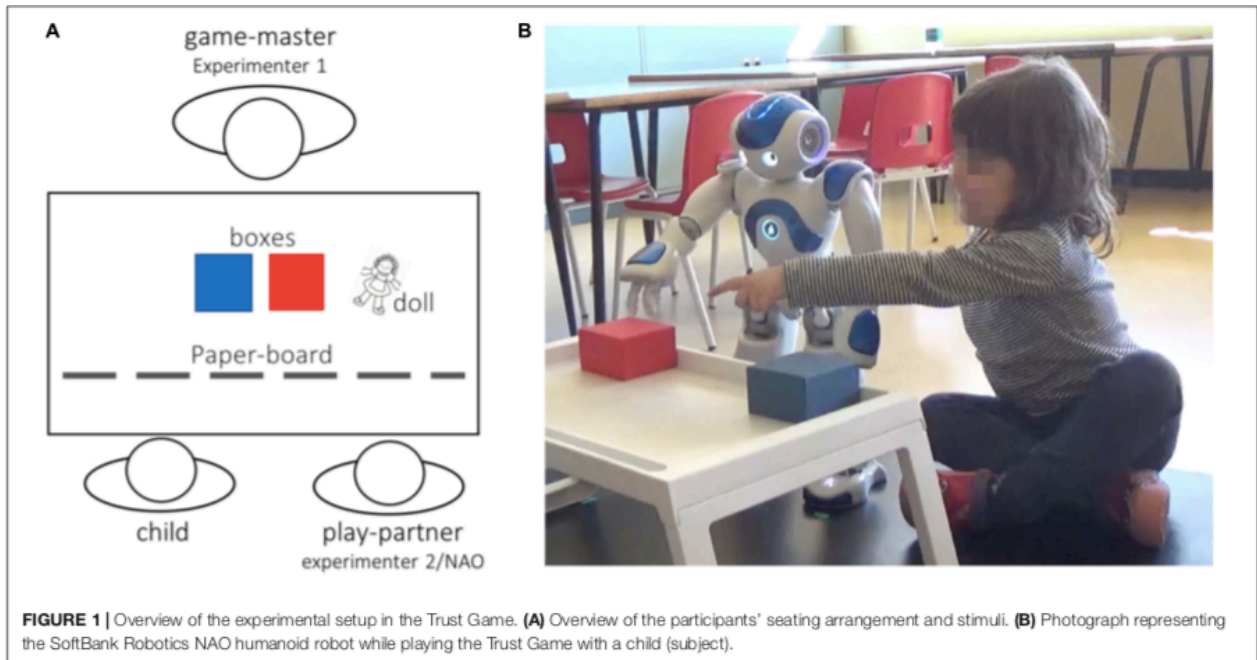 A
game-master
Experimenter 1
boxes
doll
Paper-board
child
play-partner
experimenter 2/NAO
B
FIGURE 1 | Overview of the experimental setup in the Trust Game. (A) Overview of the participants' seating arrangement and stimuli. (B) Photograph representing
the SoftBank Robotics NAO humanoid robot while playing the Trust Game with a child (subject).